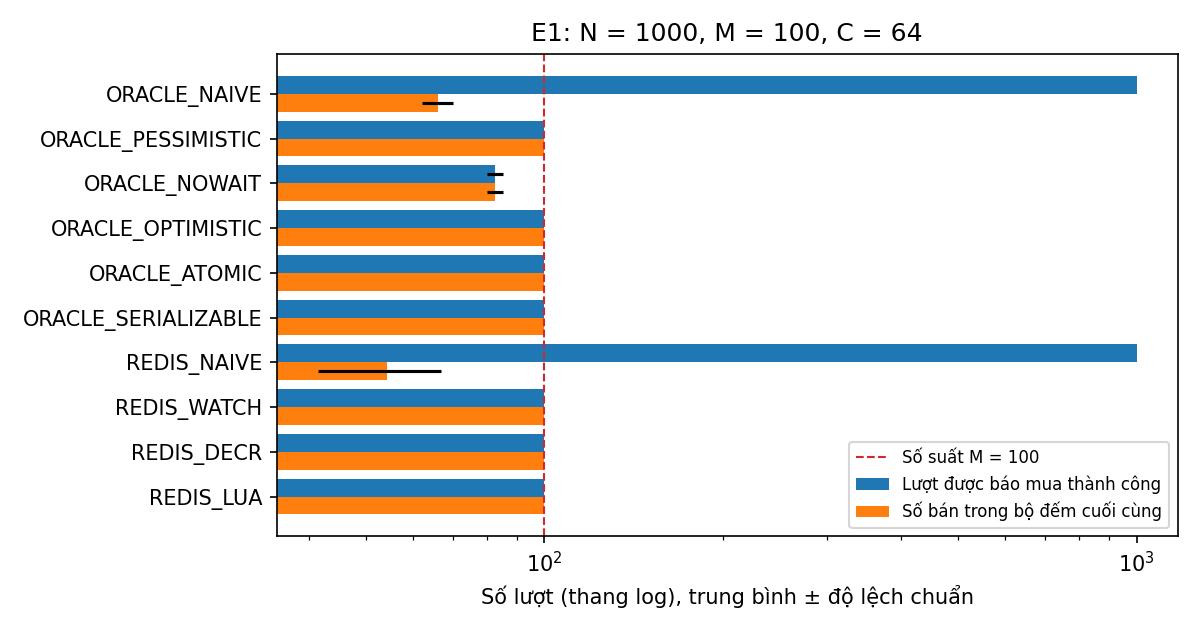 E1: N = 1000, M = 100, C = 64
ORACLE_NAIVE
ORACLE_PESSIMISTIC
ORACLE_NOWAIT
ORACLE_OPTIMISTIC
ORACLE_ATOMIC
ORACLE_SERIALIZABLE
REDIS_NAIVE
REDIS_WATCH
REDIS_DECR
REDIS_LUA
Số suất M = 100
Lượt được báo mua thành công
Số bán trong bộ đếm cuối cùng
10²
10³
Số lượt (thang log), trung bình ± độ lệch chuẩn